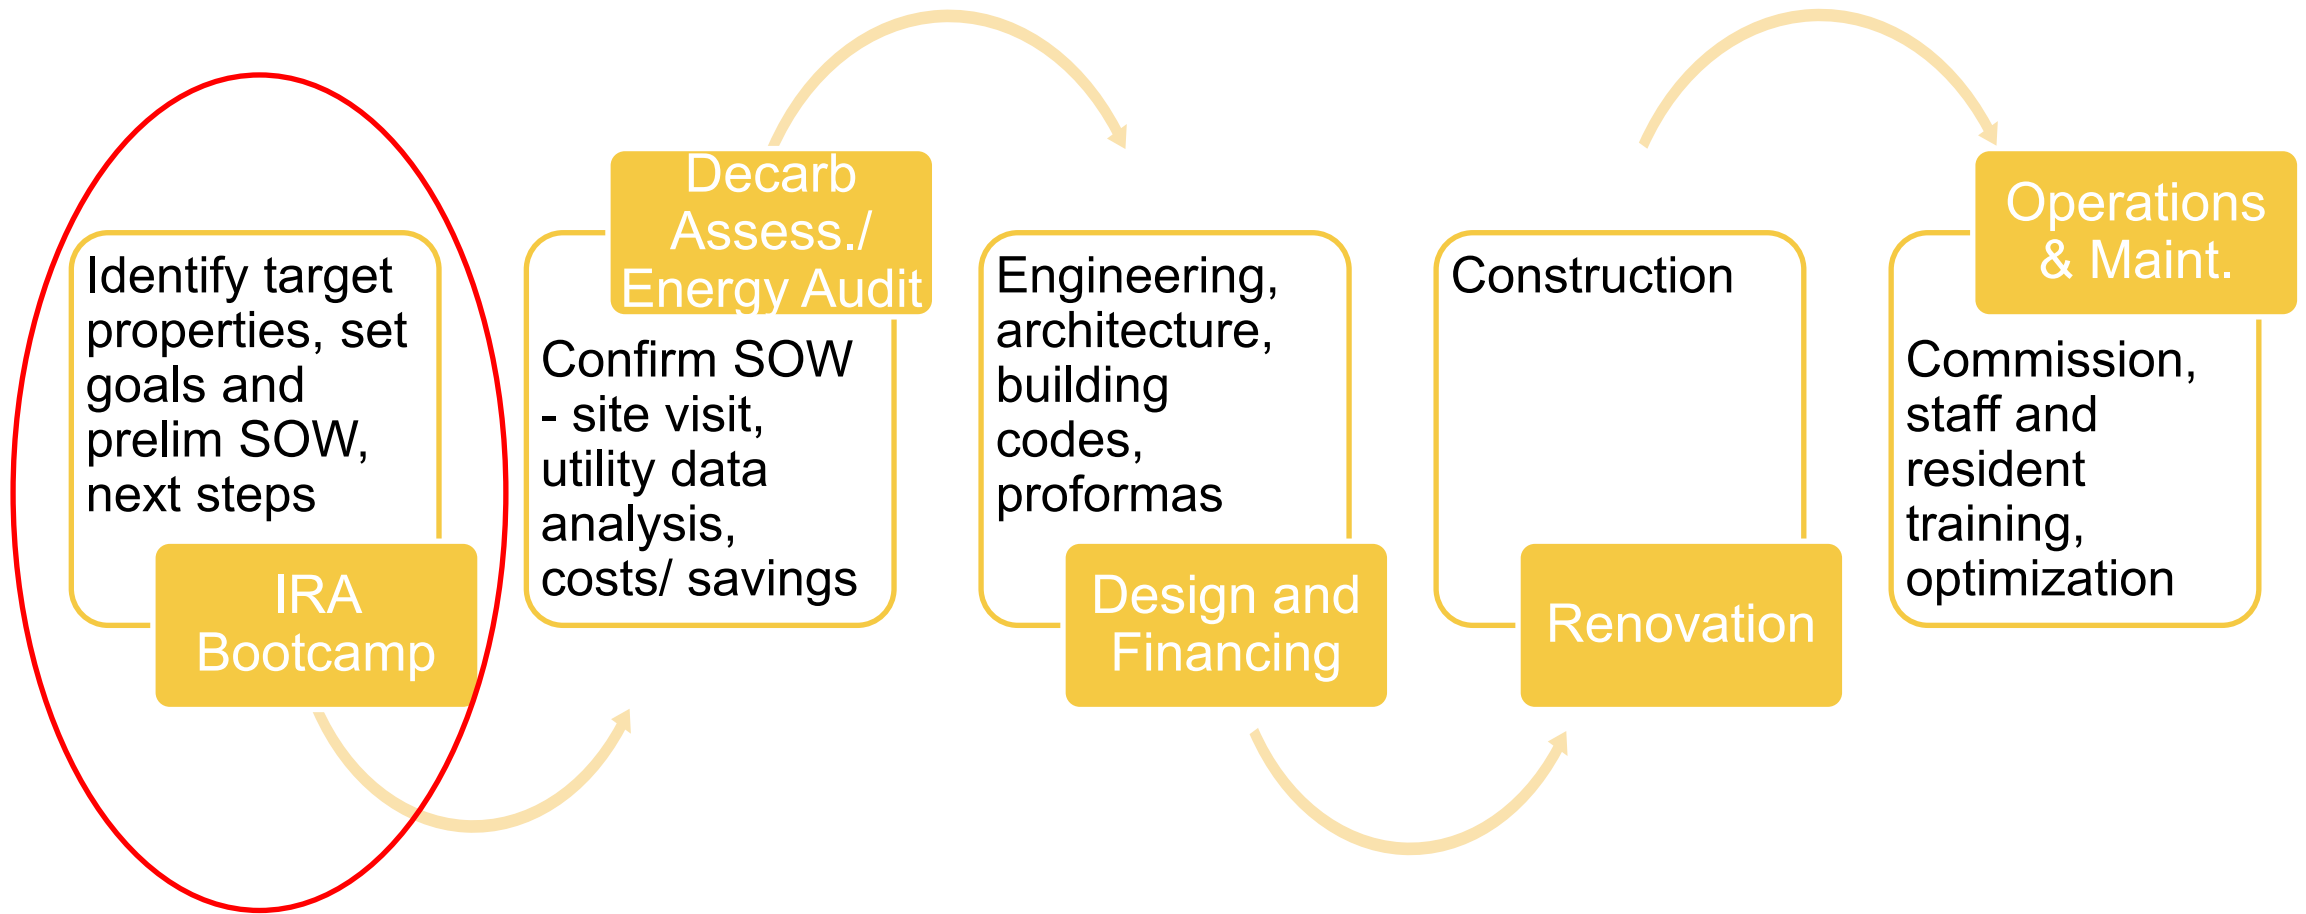 Identify target
properties, set
goals and
prelim SOW,
next steps
IRA
Bootcamp
Decarb
Assess./
Energy Audit
Confirm SOW
- site visit,
utility data
analysis,
costs/ savings
Engineering,
architecture,
building
codes,
proformas
Design and
Financing
Construction
Renovation
Operations
& Maint.
Commission,
staff and
resident
training,
optimization